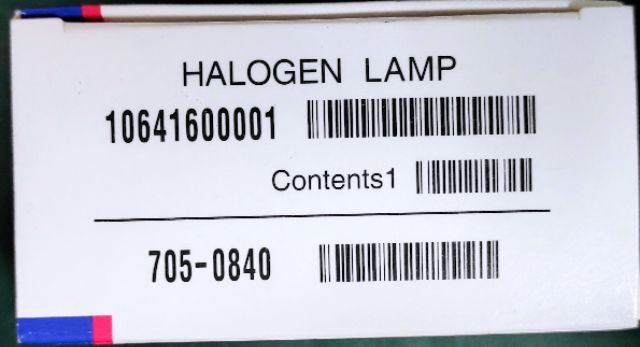 HALOGEN LAMP
10641600001
Contents1
705-0840